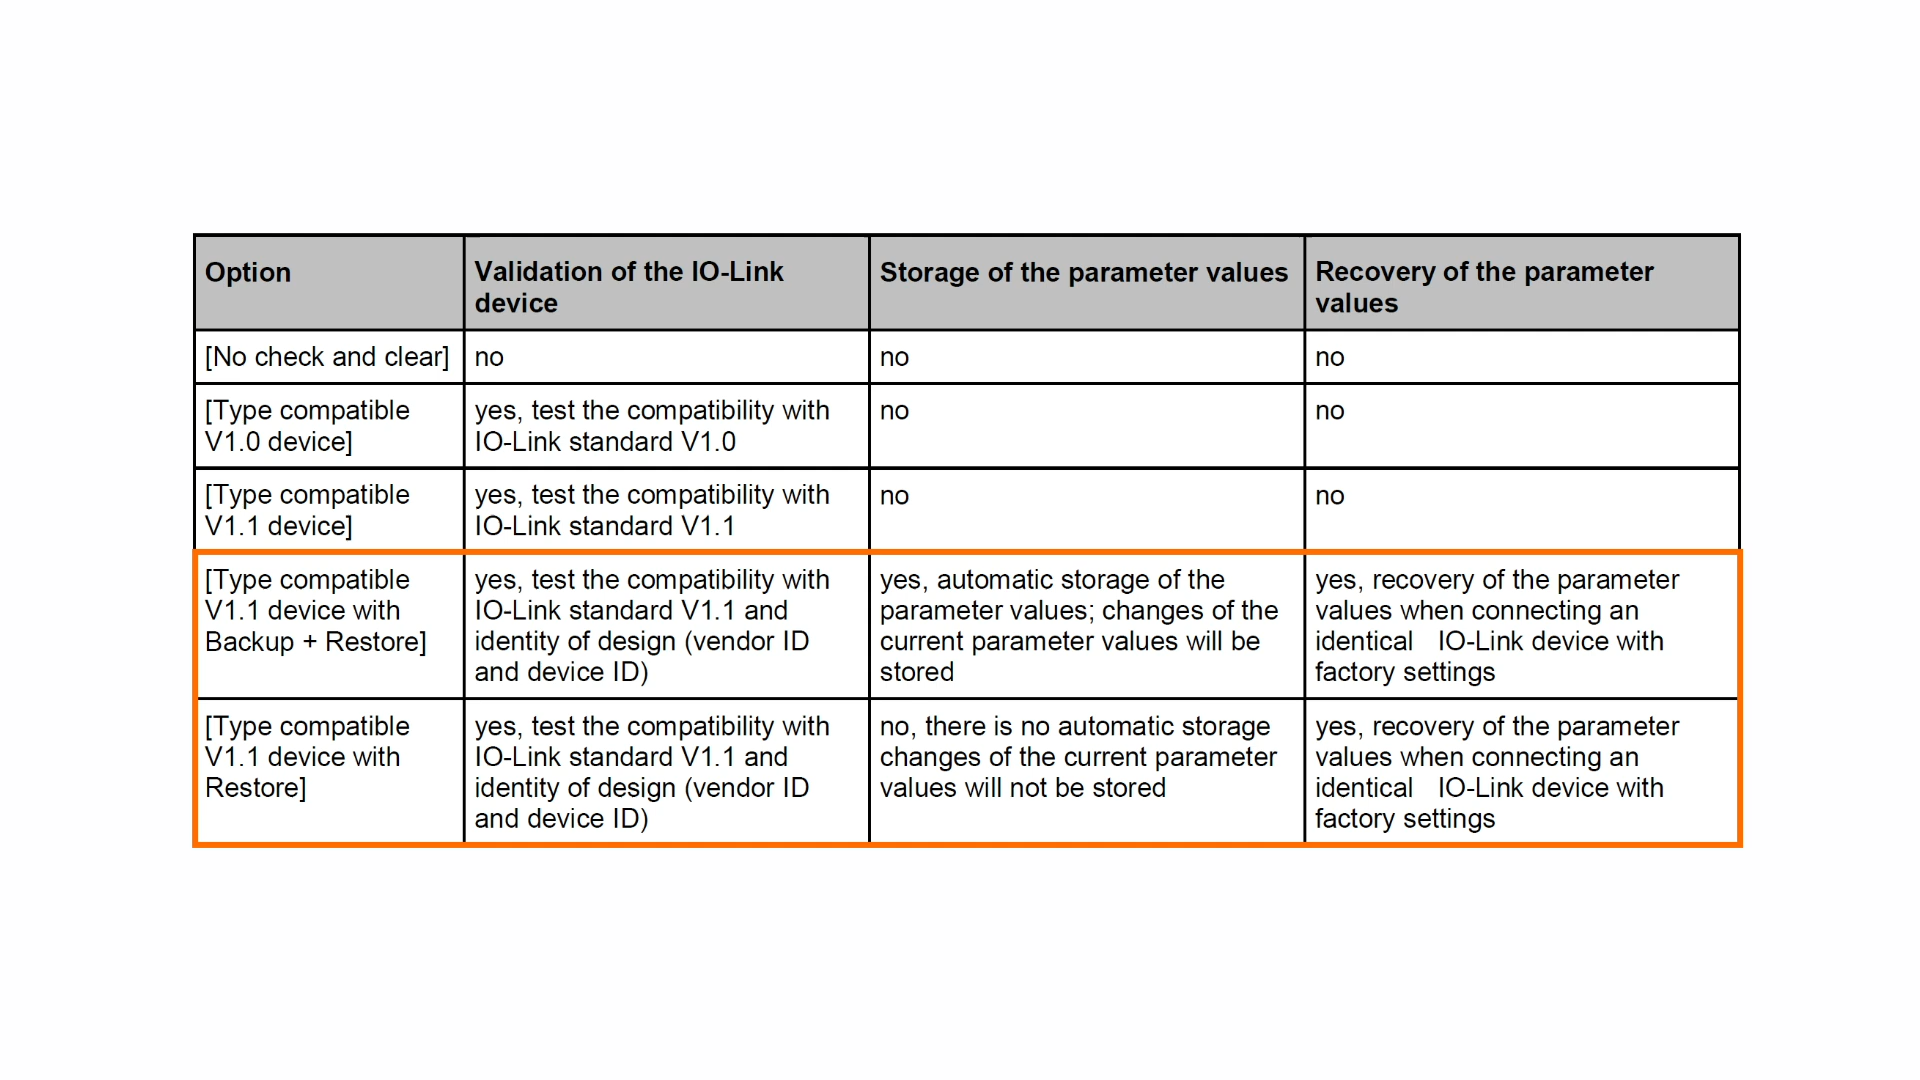 Option
Validation of the IO-Link
device
Storage of the parameter values
Recovery of the parameter
values
[No check and clear]
no
no
no
[Type compatible
V1.0 device]
yes, test the compatibility with
IO-Link standard V1.0
no
no
[Type compatible
V1.1 device]
yes, test the compatibility with
IO-Link standard V1.1
no
no
[Type compatible
V1.1 device with
Backup + Restore]
yes, test the compatibility with
IO-Link standard V1.1 and
identity of design (vendor ID
and device ID)
yes, automatic storage of the
parameter values; changes of the
current parameter values will be
stored
yes, recovery of the parameter
values when connecting an
identical IO-Link device with
factory settings
[Type compatible
V1.1 device with
Restore]
yes, test the compatibility with
IO-Link standard V1.1 and
identity of design (vendor ID
and device ID)
no, there is no automatic storage
changes of the current parameter
values will not be stored
yes, recovery of the parameter
values when connecting an
identical IO-Link device with
factory settings